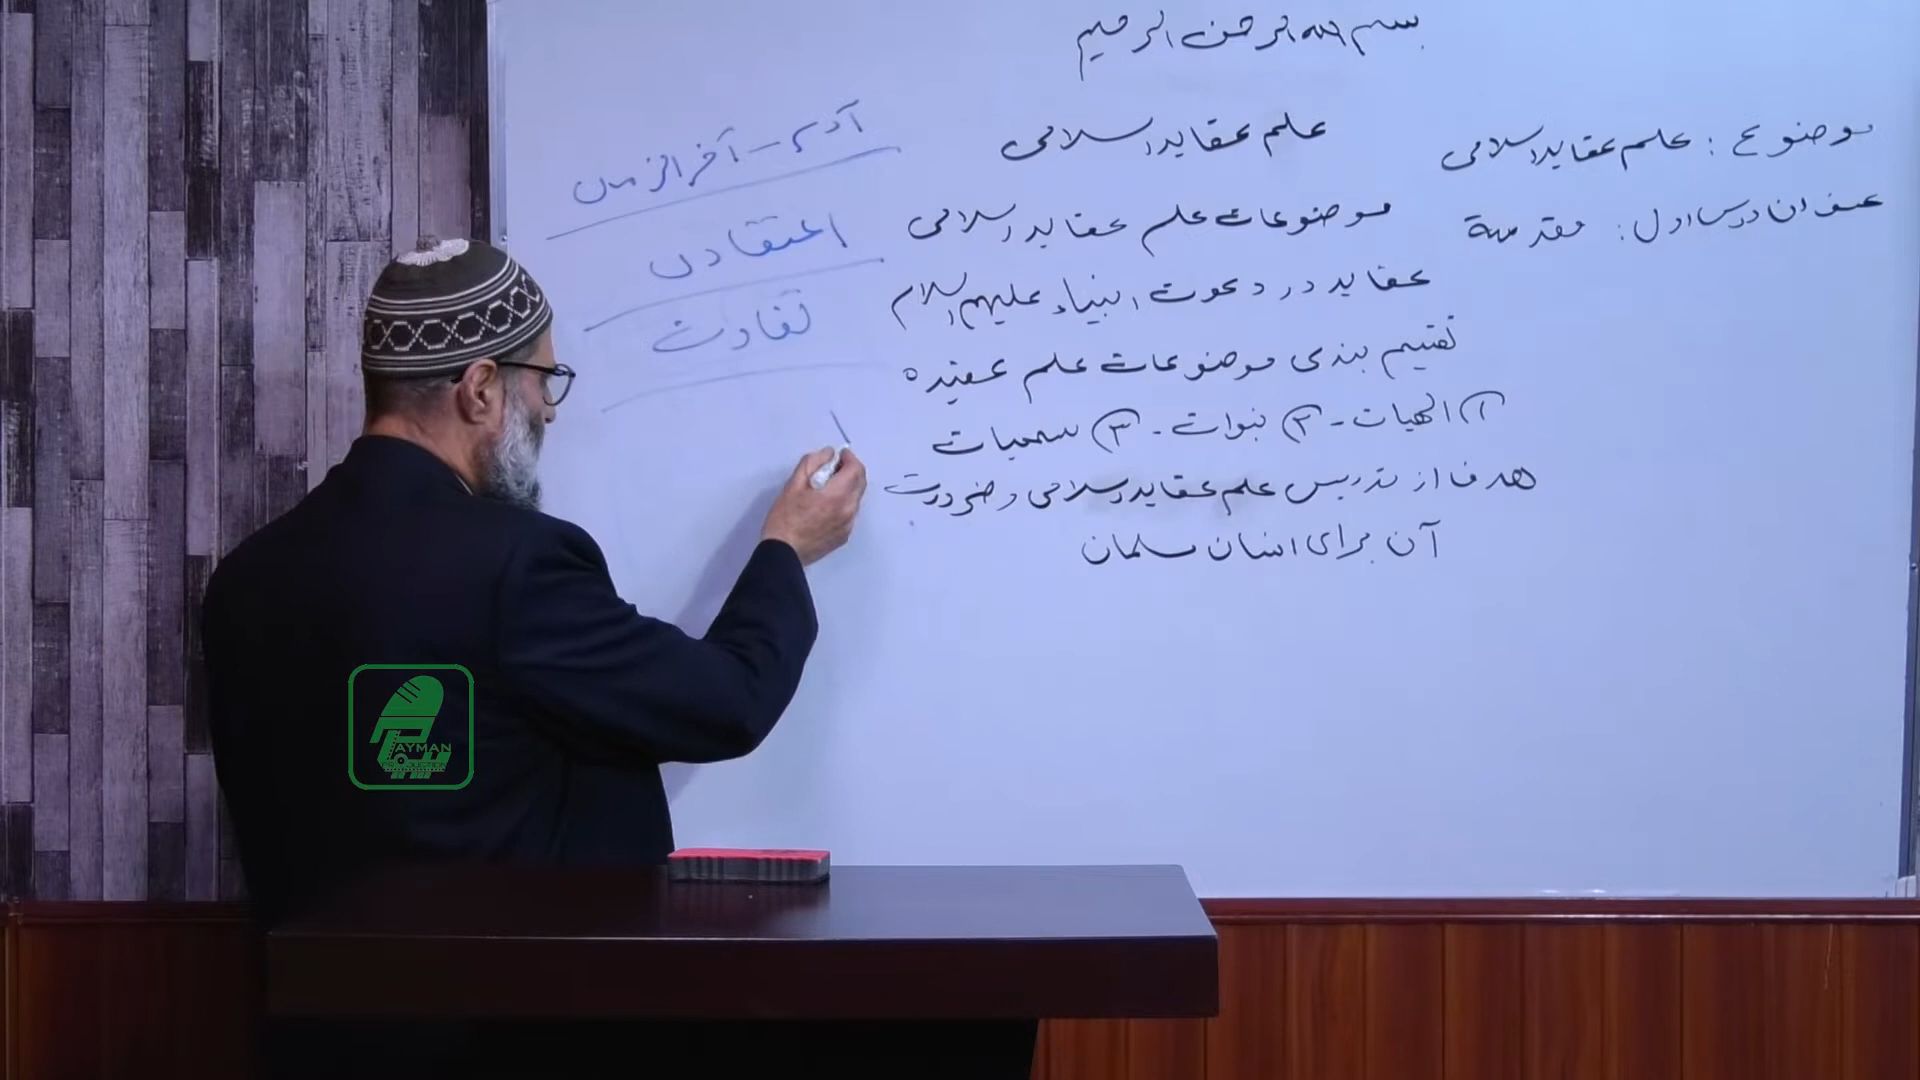 بسم الله الرحمن الرحیم
موضوع : علم عقاید اسلامی
عنوان درس اول : مقدمه
علم عقاید اسلامی
موضوعات علم عقاید اسلامی
عقاید در دعوت انبیاء علیهم السلام
تقسیم بندی موضوعات علم عقیده
۱) الهیات - ۲) نبوات - ۳) سمعیات
هدف از تدریس علم عقاید اسلامی و ضرورت
آن برای انسان مسلمان
آدم - آخر الزمان
اعتقادی
تفاوت
PAYMAN
PRODUCTION